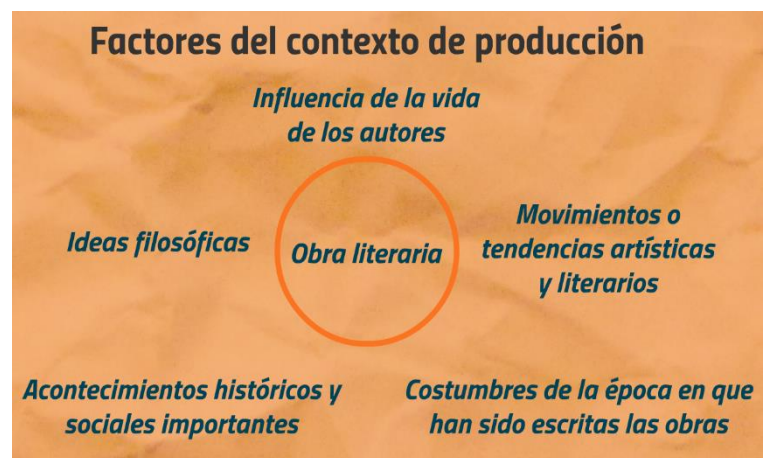 Factores del contexto de producción
Influencia de la vida
de los autores
Ideas filosóficas
Obra literaria
Movimientos o
tendencias artísticas
y literarios
Acontecimientos históricos y
sociales importantes
Costumbres de la época en que
han sido escritas las obras